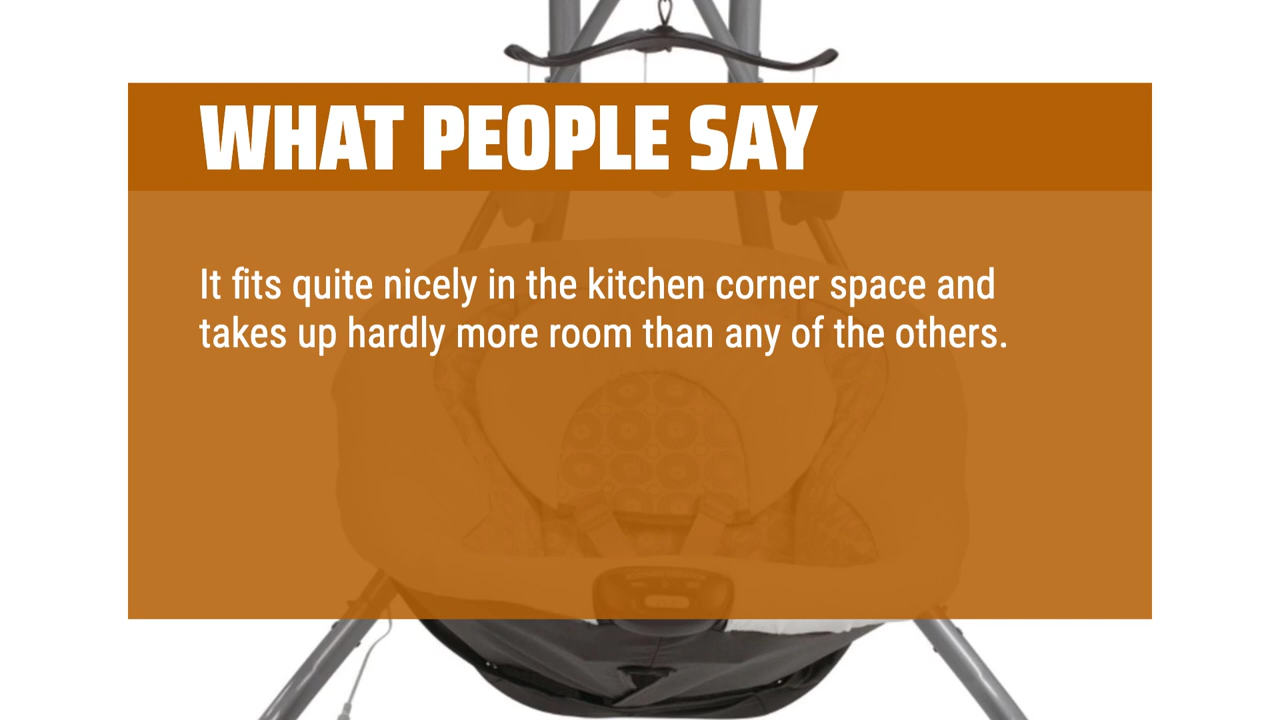 WHAT PEOPLE SAY
It fits quite nicely in the kitchen corner space and
takes up hardly more room than any of the others.